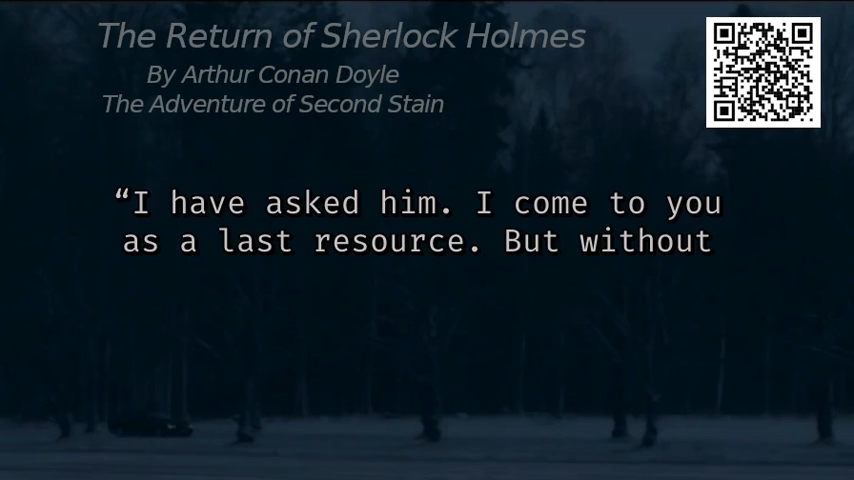 The Return of Sherlock Holmes
By Arthur Conan Doyle
The Adventure of Second Stain
“I have asked him. I come to you
as a last resource. But without